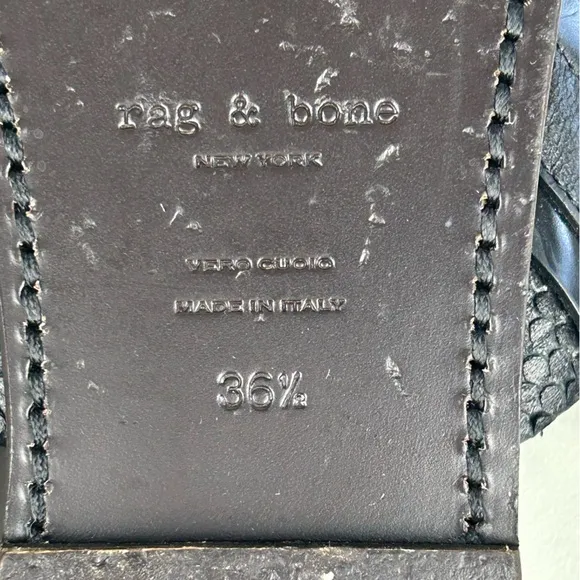 rag & bone
NEW YORK
VERO CUOIO
MADE IN ITALY
36½